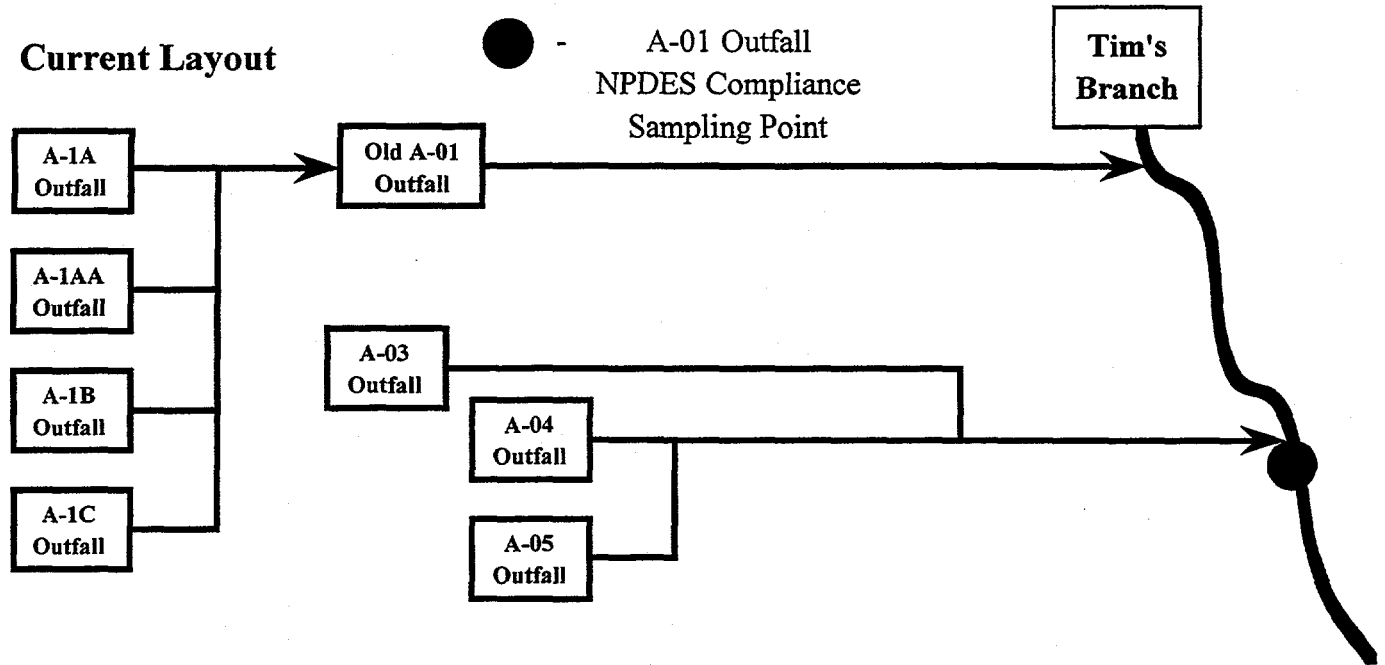 Current Layout
- A-01 Outfall
NPDES Compliance
Sampling Point
Tim's
Branch
A-1A
Outfall
Old A-01
Outfall
A-1AA
Outfall
A-03
Outfall
A-1B
Outfall
A-04
Outfall
A-1C
Outfall
A-05
Outfall